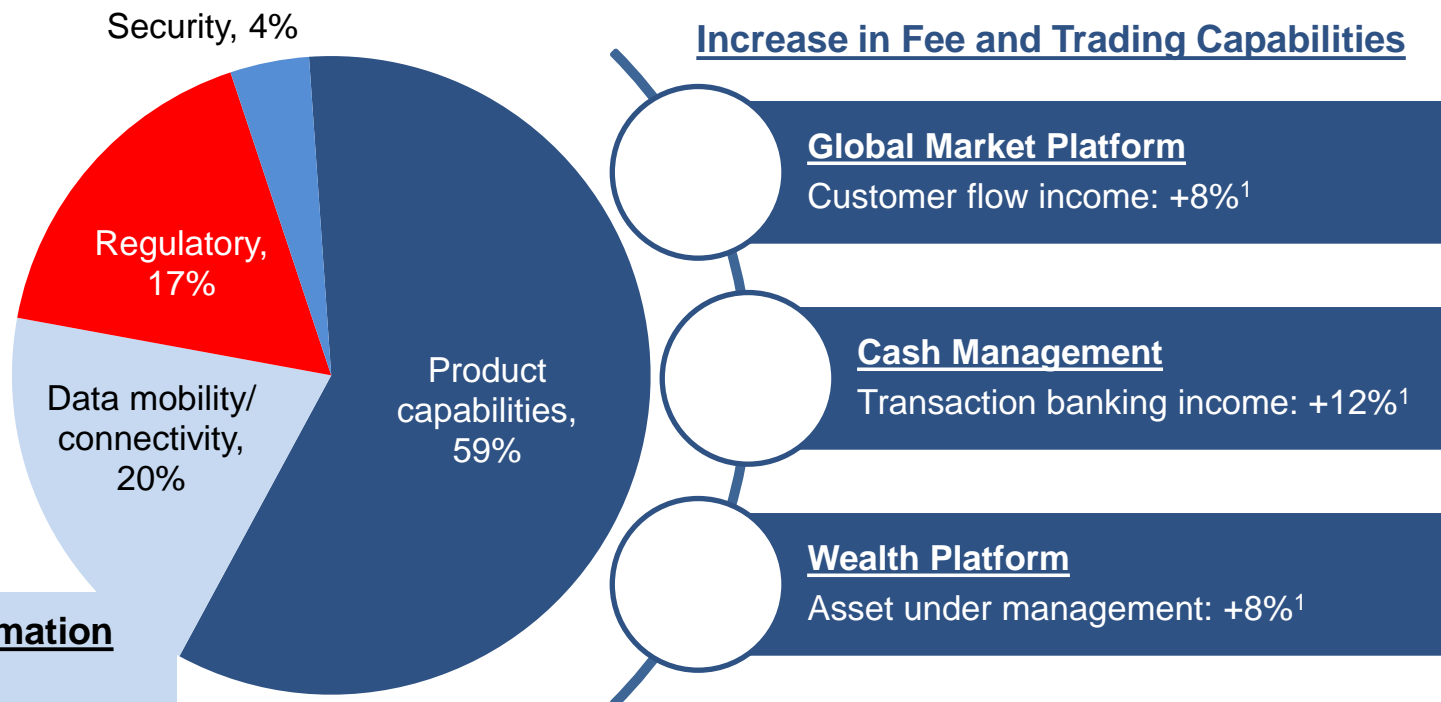 Security, 4%
Regulatory,
17%
Data mobility/
connectivity,
20%
Product
capabilities,
59%
Increase in Fee and Trading Capabilities
Global Market Platform
Customer flow income: +8%¹
Cash Management
Transaction banking income: +12%¹
Wealth Platform
Asset under management: +8%¹